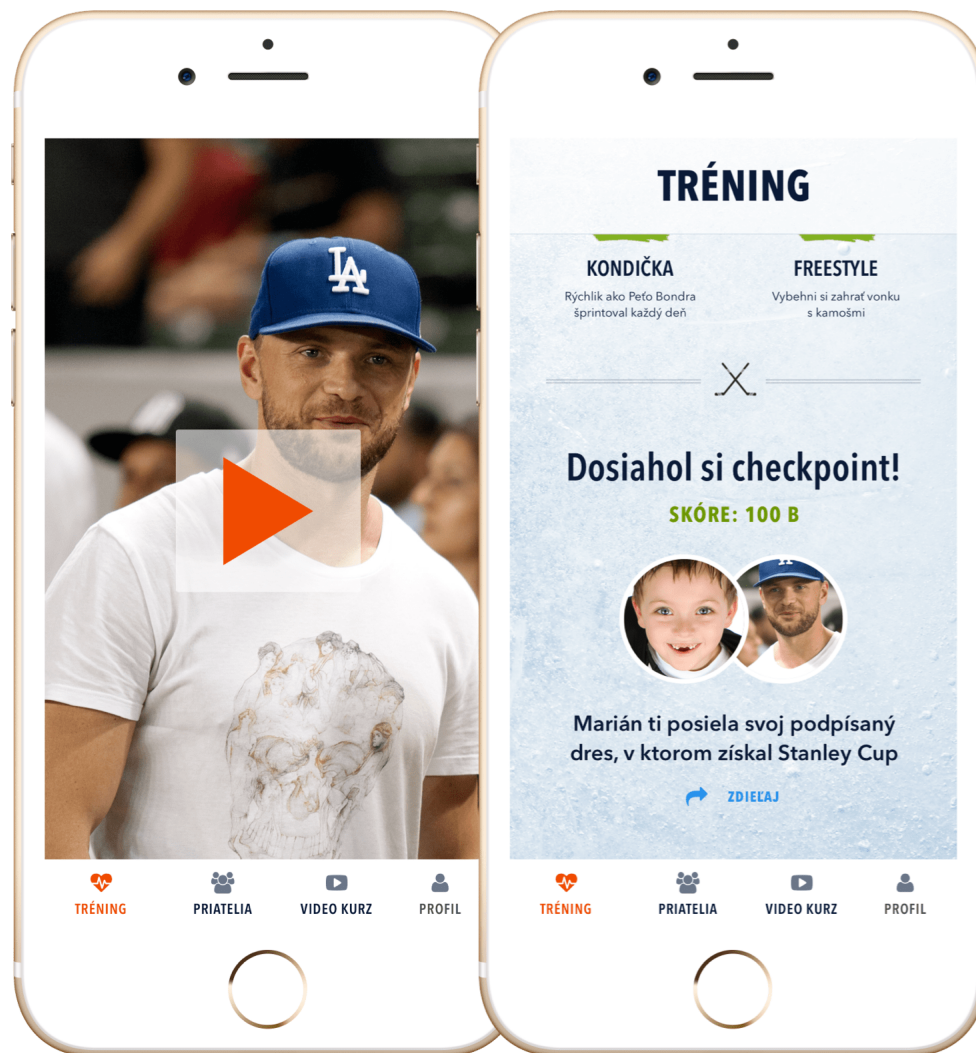 LA
TRÉNING
PRIATELIA
VIDEO KURZ
PROFIL
TRÉNING
KONDIČKA
Rýchlik ako Peťo Bondra
šprintoval každý deň
FREESTYLE
Vybehni si zahrať vonku
s kamošmi
Dosiahol si checkpoint!
SKÓRE: 100 B
Marián ti posiela svoj podpísaný
dres, v ktorom získal Stanley Cup
ZDIEĽAJ
TRÉNING
PRIATELIA
VIDEO KURZ
PROFIL